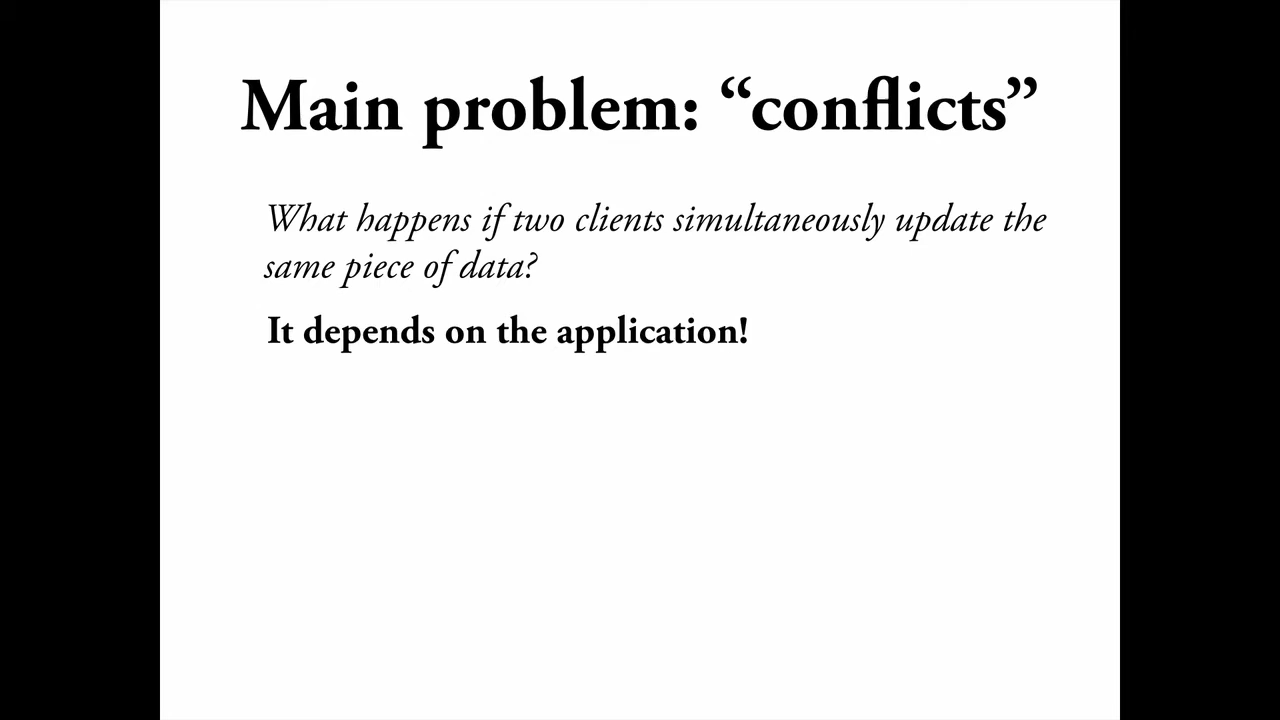 Main problem: “conflicts”
What happens if two clients simultaneously update the
same piece of data?
It depends on the application!